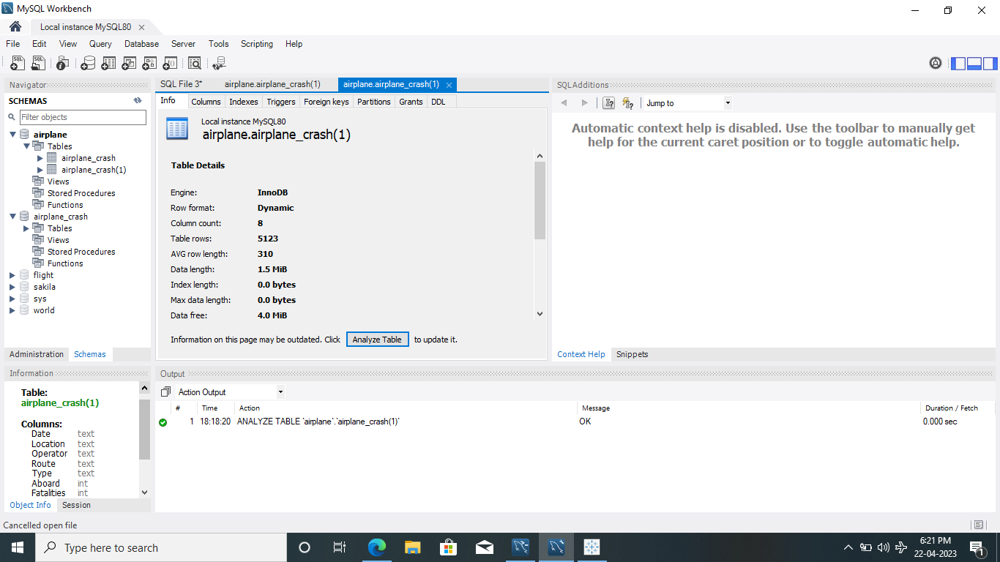 MySQL Workbench
Local instance MySQL80
File Edit View Query Database Server Tools Scripting Help
Navigator
SCHEMAS
Filter objects
airplane
Tables
airplane_crash
airplane_crash(1)
Views
Stored Procedures
Functions
airplane_crash
Tables
Views
Stored Procedures
Functions
flight
sakila
sys
world
Administration Schemas
Information
Table:
airplane_crash(1)
Columns:
Date text
Location text
Operator text
Route text
Type text
Aboard int
Fatalities int
Object Info Session
SQL File 3* airplane.airplane_crash(1) airplane.airplane_crash(1)
Info Columns Indexes Triggers Foreign keys Partitions Grants DDL
Local instance MySQL80
airplane.airplane_crash(1)
Table Details
Engine: InnoDB
Row format: Dynamic
Column count: 8
Table rows: 5123
AVG row length: 310
Data length: 1.5 MiB
Index length: 0.0 bytes
Max data length: 0.0 bytes
Data free: 4.0 MiB
Information on this page may be outdated. Click Analyze Table to update it.
SQLAdditions
Jump to
Automatic context help is disabled. Use the toolbar to manually get
help for the current caret position or to toggle automatic help.
Context Help Snippets
Output
Action Output
# Time Action Message Duration / Fetch
1 18:18:20 ANALYZE TABLE `airplane`.`airplane_crash(1)` OK 0.000 sec
Cancelled open file
Type here to search
6:21 PM
22-04-2023
1